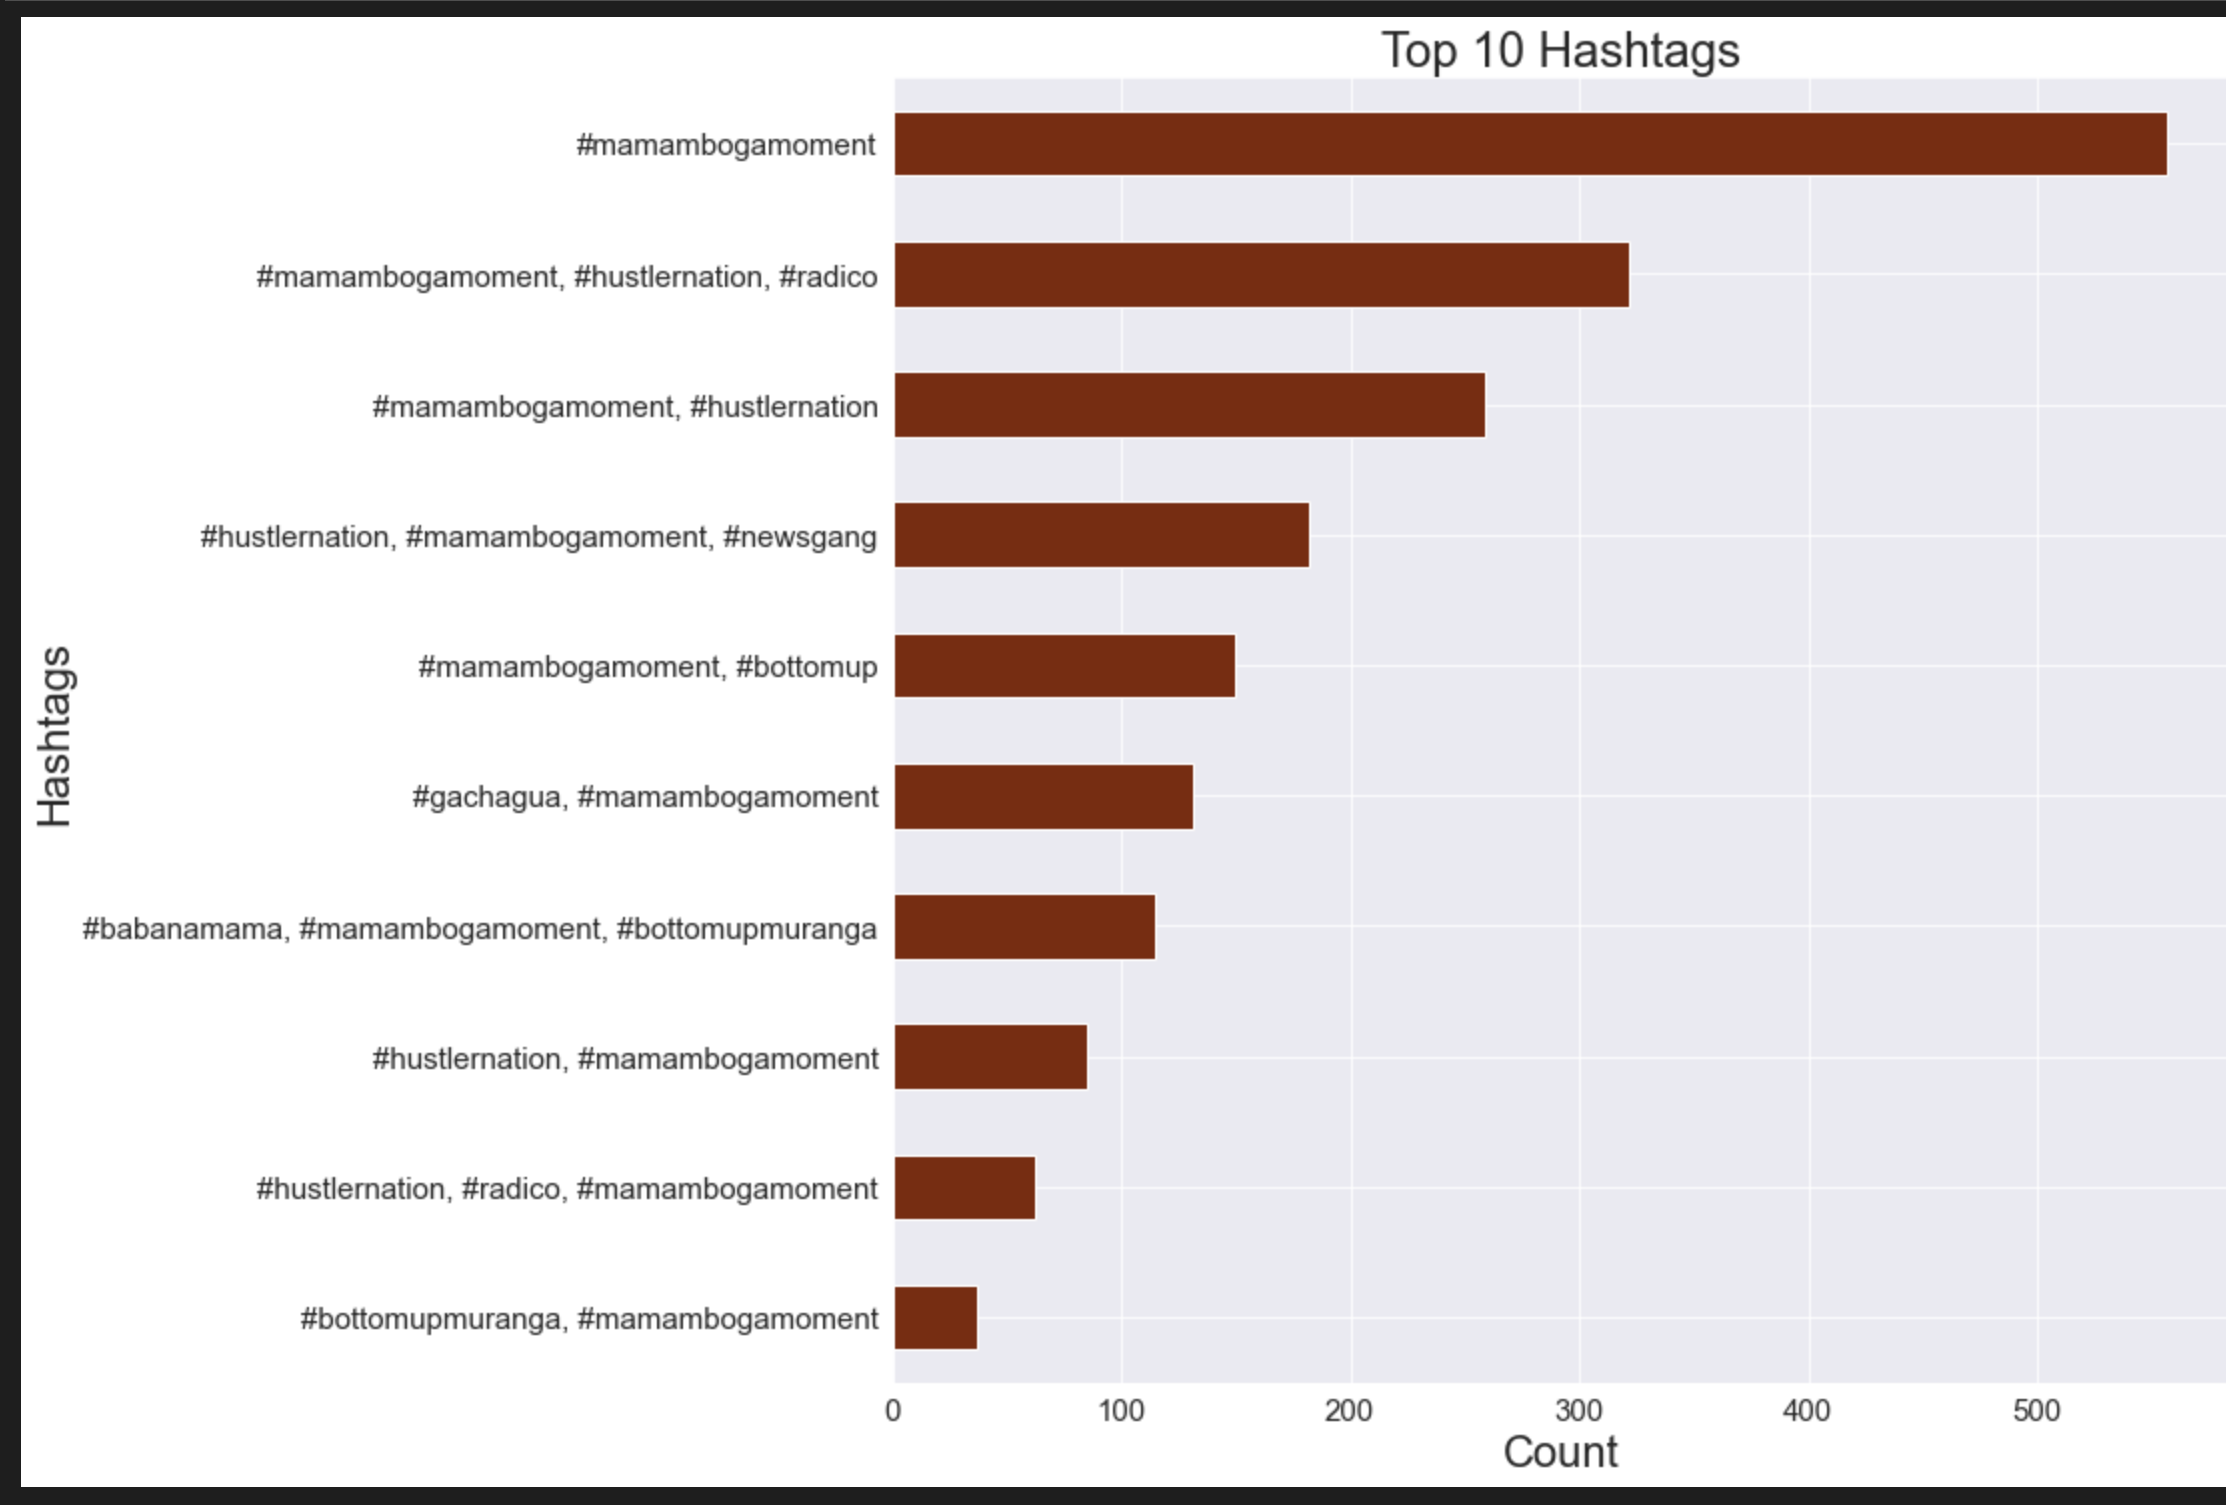 Top 10 Hashtags
#mamambogamoment
#mamambogamoment, #hustlernation, #radico
#mamambogamoment, #hustlernation
#hustlernation, #mamambogamoment, #newsgang
#mamambogamoment, #bottomup
#gachagua, #mamambogamoment
#babanamama, #mamambogamoment, #bottomupmuranga
#hustlernation, #mamambogamoment
#hustlernation, #radico, #mamambogamoment
#bottomupmuranga, #mamambogamoment
Hashtags
0 100 200 300 400 500
Count